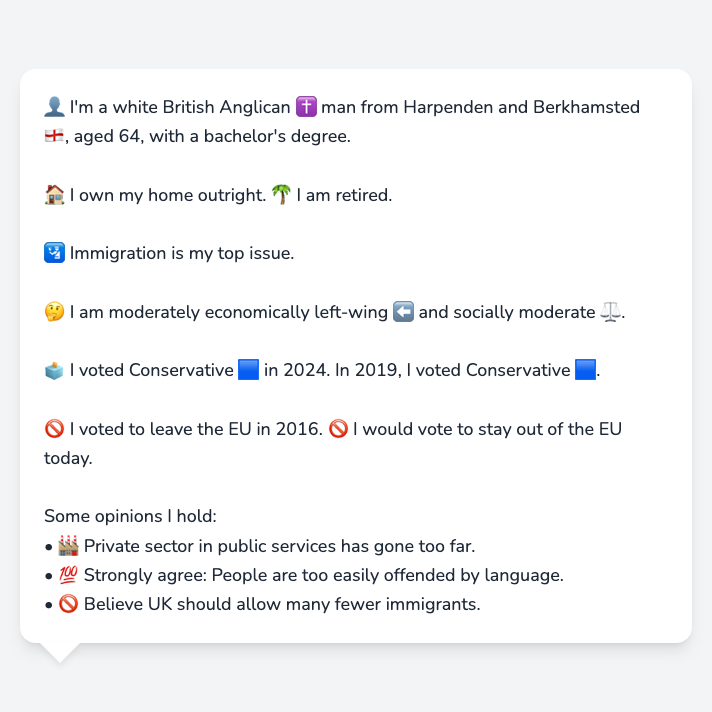 👤 I'm a white British Anglican ✝️ man from Harpenden and Berkhamsted
🏴󠁧󠁢󠁥󠁮󠁧󠁿, aged 64, with a bachelor's degree.
🏠 I own my home outright. 🌴 I am retired.
🛂 Immigration is my top issue.
🤔 I am moderately economically left-wing ⬅️ and socially moderate ⚖️.
🗳️ I voted Conservative 🟦 in 2024. In 2019, I voted Conservative 🟦.
🚫 I voted to leave the EU in 2016. 🚫 I would vote to stay out of the EU
today.
Some opinions I hold:
• 🏭 Private sector in public services has gone too far.
• 💯 Strongly agree: People are too easily offended by language.
• 🚫 Believe UK should allow many fewer immigrants.